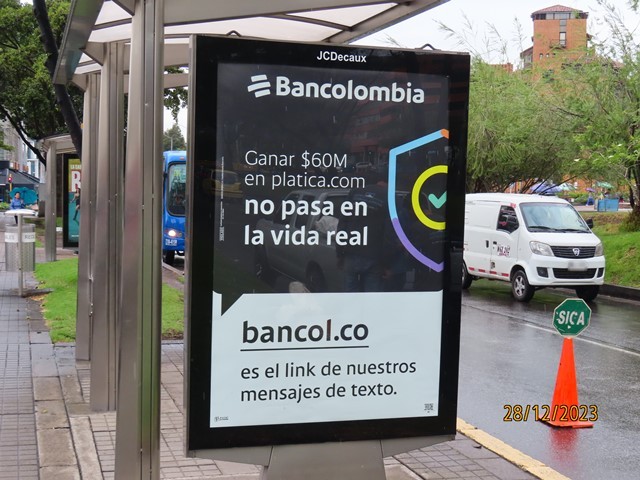 JCDecaux
Bancolombia
Ganar $60M
en platica.com
no pasa en
la vida real
bancol.co
es el link de nuestros
mensajes de texto.
SICA
28/12/2023